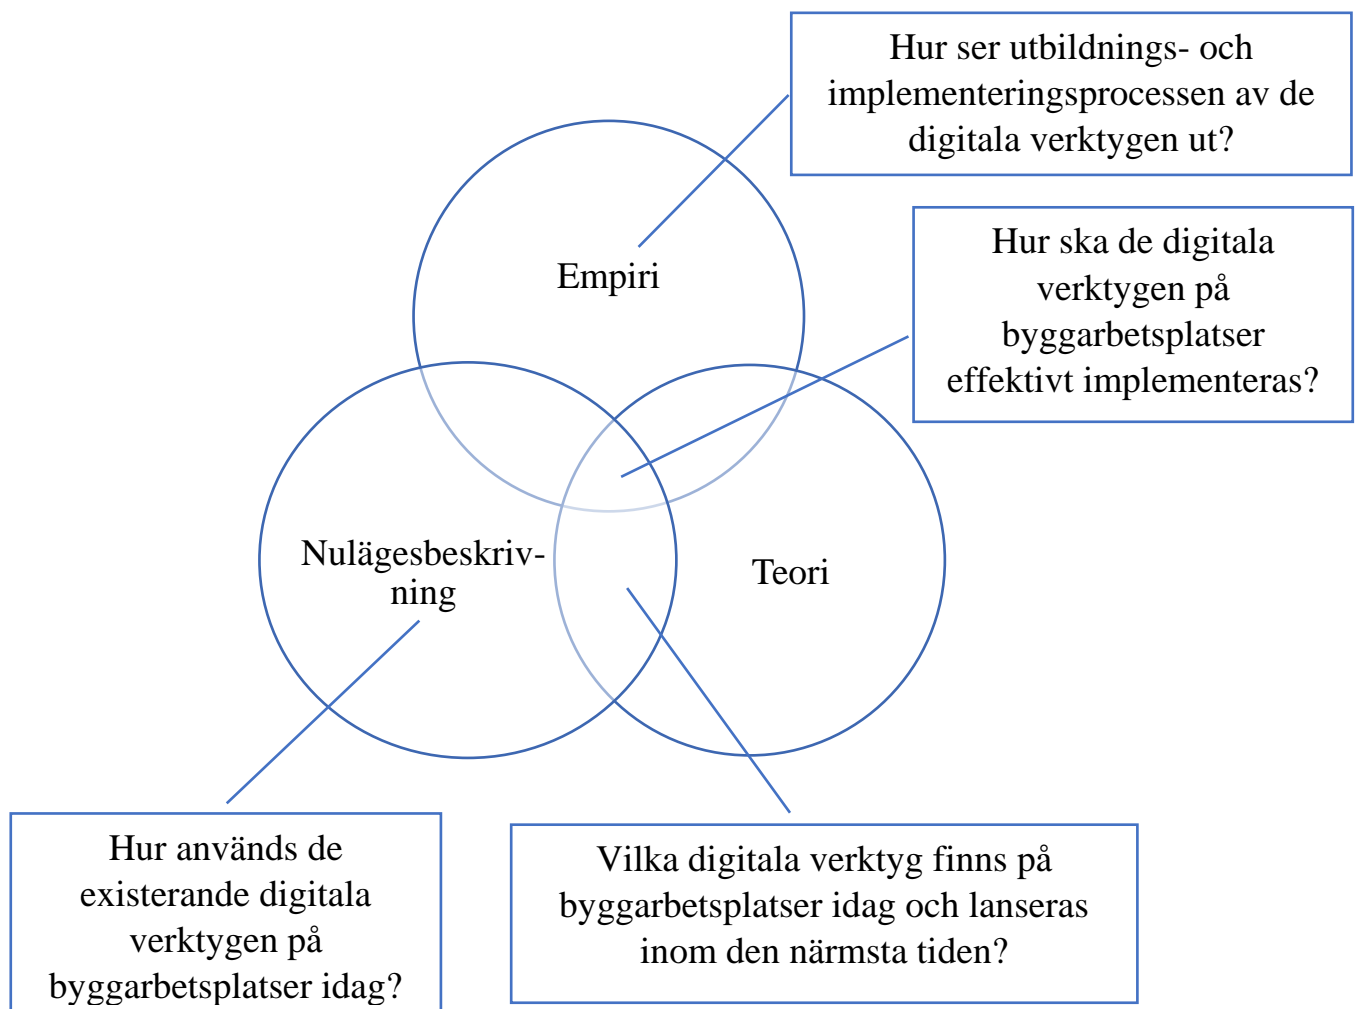 Hur ser utbildnings- och
implementeringsprocessen av de
digitala verktygen ut?
Hur ska de digitala
verktygen på
byggarbetsplatser
effektivt implementeras?
Empiri
Nulägesbeskriv-
ning
Teori
Hur används de
existerande digitala
verktygen på
byggarbetsplatser idag?
Vilka digitala verktyg finns på
byggarbetsplatser idag och lanseras
inom den närmsta tiden?